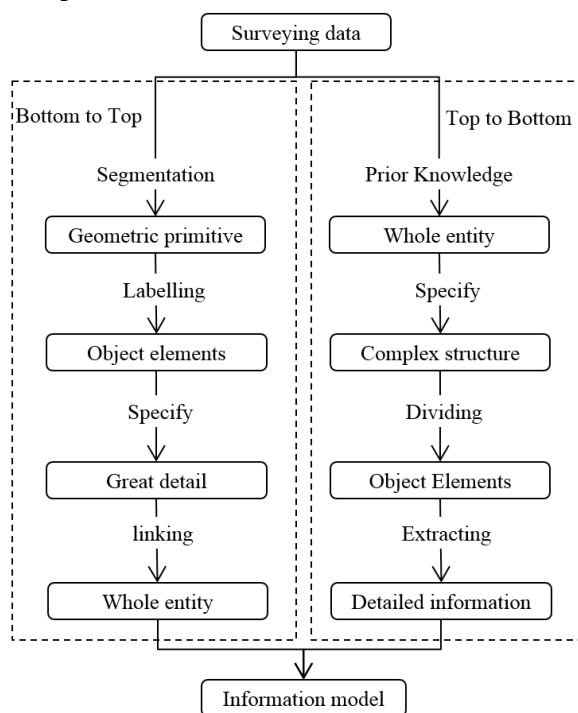 Surveying data
Bottom to Top
Top to Bottom
Segmentation
Prior Knowledge
Geometric primitive
Whole entity
Labelling
Specify
Object elements
Complex structure
Specify
Dividing
Great detail
Object Elements
linking
Extracting
Whole entity
Detailed information
Information model